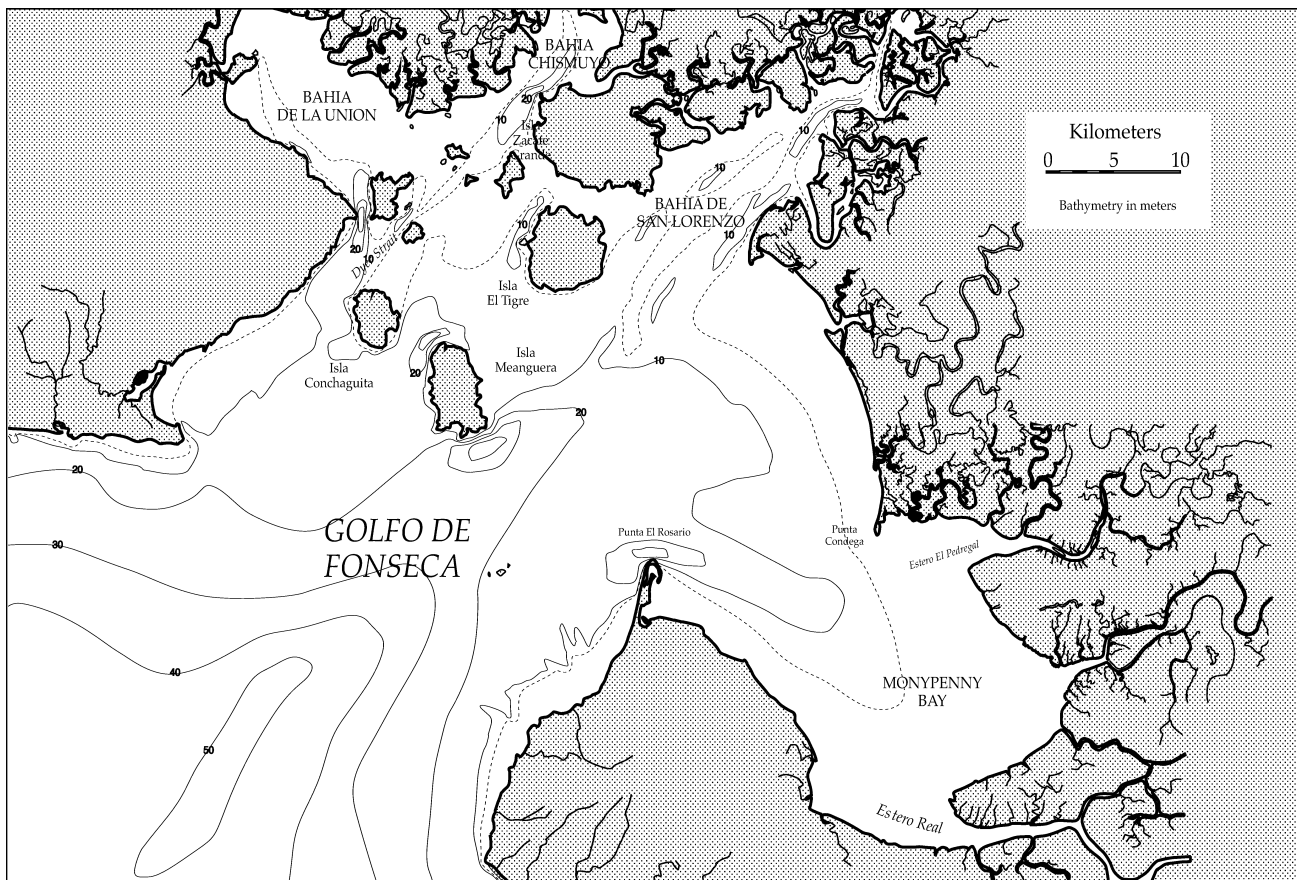 BAHIA
CHISMUYO
BAHIA
DE LA UNION
20
10
Isla
Zacate
Grande
10
Kilometers
0 5 10
Bathymetry in meters
10
BAHIA DE
SAN LORENZO
10
10
20
10
Isla
El Tigre
Isla
Meanguera
10
Isla
Conchaguita
20
20
20
GOLFO DE
FONSECA
30
Punta El Rosario
Punta
Condega
Estero El Pedregal
40
MONYPENNY
BAY
50
Estero Real